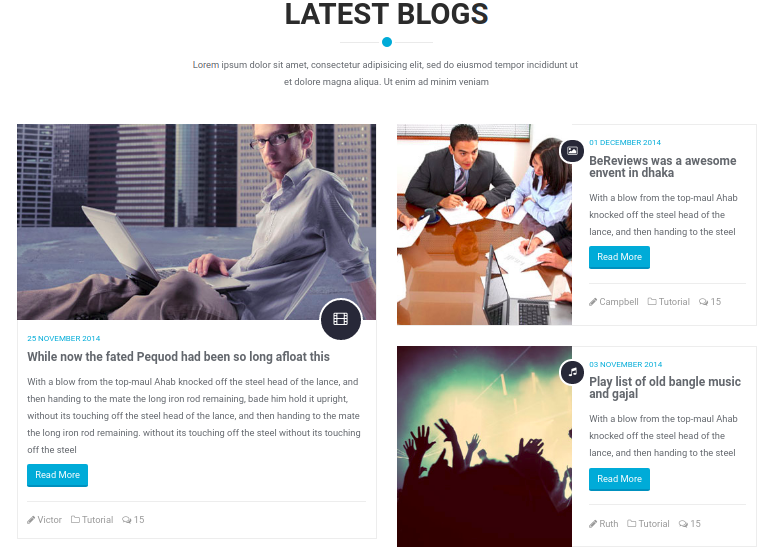 LATEST BLOGS
Lorem ipsum dolor sit amet, consectetur adipisicing elit, sed do eiusmod tempor incididunt ut
et dolore magna aliqua. Ut enim ad minim veniam
25 NOVEMBER 2014
While now the fated Pequod had been so long afloat this
With a blow from the top-maul Ahab knocked off the steel head of the lance, and
then handing to the mate the long iron rod remaining, bade him hold it upright,
without its touching off the steel head of the lance, and then handing to the mate
the long iron rod remaining. without its touching off the steel without its touching
off the steel
Read More
Victor Tutorial 15
01 DECEMBER 2014
BeReviews was a awesome
envent in dhaka
With a blow from the top-maul Ahab
knocked off the steel head of the
lance, and then handing to the steel
Read More
Campbell Tutorial 15
03 NOVEMBER 2014
Play list of old bangle music
and gajal
With a blow from the top-maul Ahab
knocked off the steel head of the
lance, and then handing to the steel
Read More
Ruth Tutorial 15